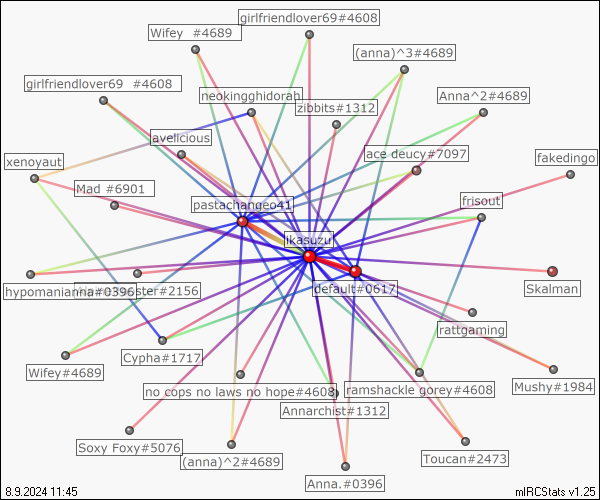 girlfriendlover69#4608
Wifey #4689
(anna)^3#4689
girlfriendlover69 #4608
neokingghidorah
Anna^2#4689
zibbits#1312
avelicious
ace deucy#7097
xenoyaut
fakedingo
Mad #6901
pastachangeo41
frisout
ikasuzu
hypomaniamia#0396
ster#2156
default#0617
Skalman
rattgaming
Wifey#4689
Cypha#1717
no cops no laws no hope#4608
ramshackle gorey#4608
Mushy#1984
Annarchist#1312
Soxy Foxy#5076
(anna)^2#4689
Toucan#2473
Anna.#0396
8.9.2024 11:45
mIRCStats v1.25